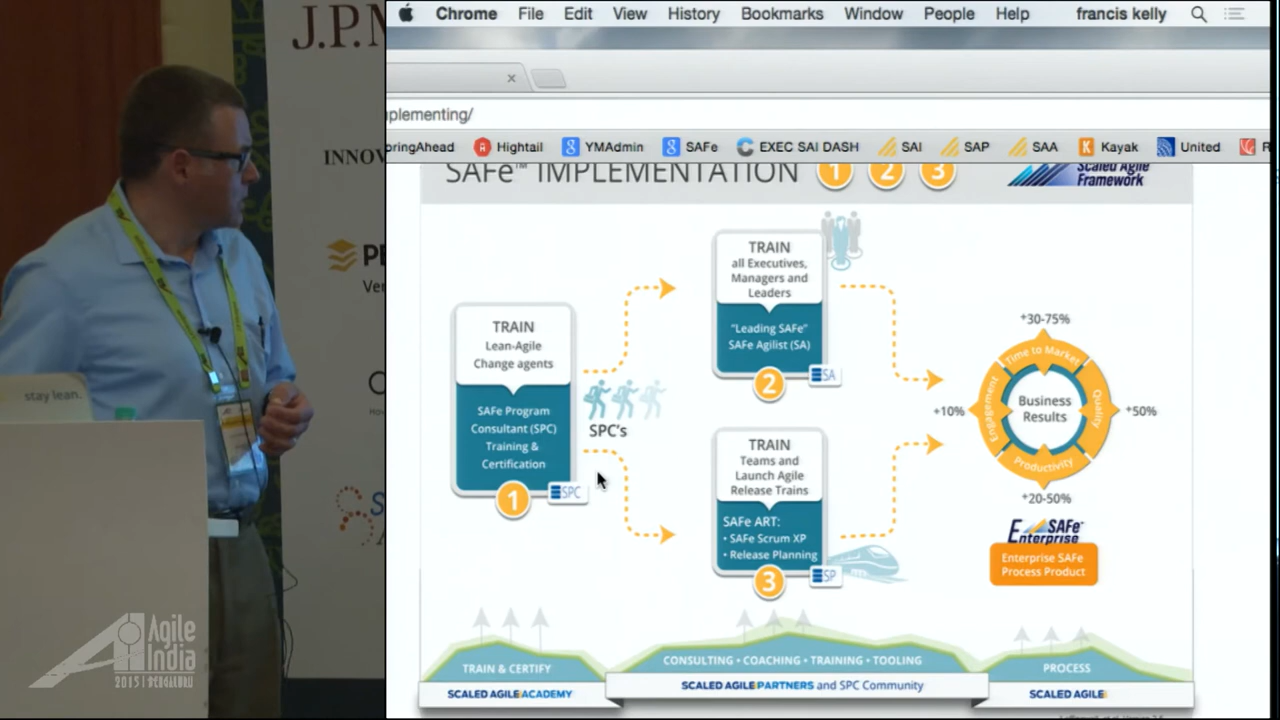 J.P.M
INNOV
PE
Ver
stay lean.
Agile
India
2015 | BENGALURU
Chrome File Edit View History Bookmarks Window People Help francis kelly
plementing/
pringAhead Hightail YMAdmin SAFe EXEC SAI DASH SAI SAP SAA Kayak United
SAFe™ IMPLEMENTATION 1 2 3
Scaled Agile
Framework
TRAIN
Lean-Agile
Change agents
SAFe Program
Consultant (SPC)
Training &
Certification
1
SPC
SPC's
TRAIN
all Executives,
Managers and
Leaders
"Leading SAFe"
SAFe Agilist (SA)
2
SA
TRAIN
Teams and
Launch Agile
Release Trains
SAFe ART:
• SAFe Scrum XP
• Release Planning
3
SP
+30-75%
Time to Market
+10%
Engagement
Business
Results
Quality
+50%
Productivity
+20-50%
SAFe
Enterprise
Enterprise SAFe
Process Product
TRAIN & CERTIFY
CONSULTING • COACHING • TRAINING • TOOLING
PROCESS
SCALED AGILE ACADEMY
SCALED AGILE PARTNERS and SPC Community
SCALED AGILE